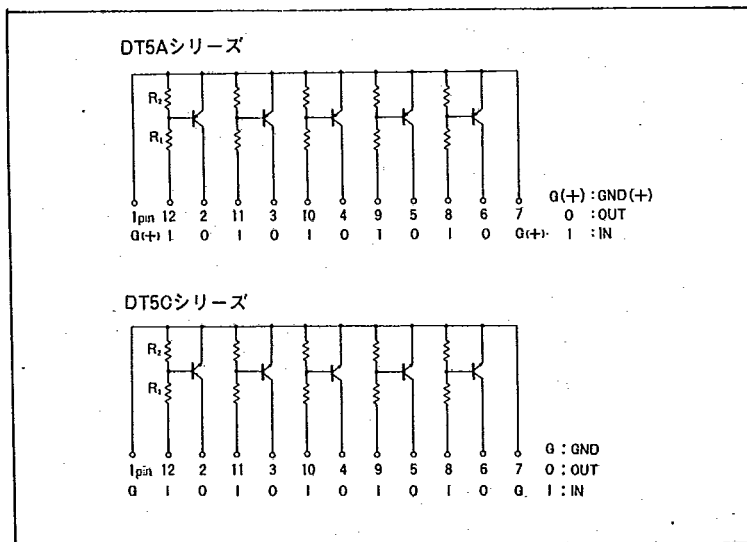 DT5Aシリーズ
R₂
R₁
1pin 12 2 11 3 10 4 9 5 8 6 7
G(+) I O I O I O I O I O G(+)
G(+) : GND(+)
O : OUT
I : IN
DT5Cシリーズ
R₂
R₁
1pin 12 2 11 3 10 4 9 5 8 6 7
G I O I O I O I O I O G
G : GND
O : OUT
I : IN